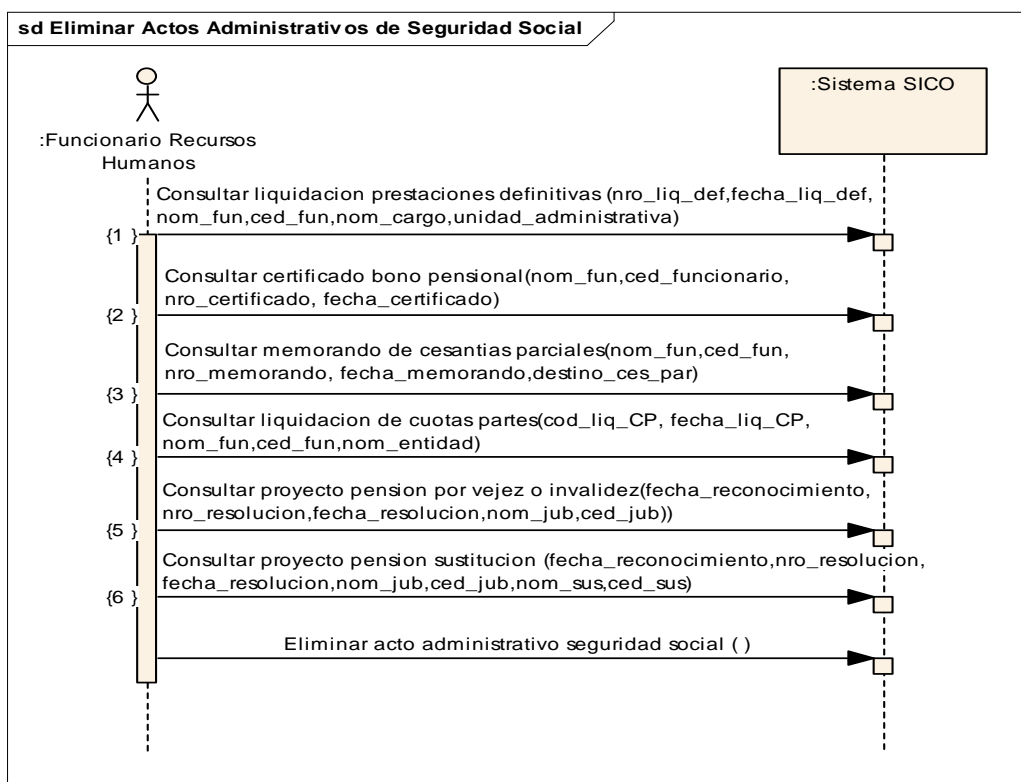 sd Eliminar Actos Administrativos de Seguridad Social
:Funcionario Recursos
Humanos
:Sistema SICO
Consultar liquidacion prestaciones definitivas (nro_liq_def,fecha_liq_def,
nom_fun,ced_fun,nom_cargo,unidad_administrativa)
{1 }
Consultar certificado bono pensional(nom_fun,ced_funcionario,
nro_certificado, fecha_certificado)
{2 }
Consultar memorando de cesantias parciales(nom_fun,ced_fun,
nro_memorando, fecha_memorando,destino_ces_par)
{3 }
Consultar liquidacion de cuotas partes(cod_liq_CP, fecha_liq_CP,
nom_fun,ced_fun,nom_entidad)
{4 }
Consultar proyecto pension por vejez o invalidez(fecha_reconocimiento,
nro_resolucion,fecha_resolucion,nom_jub,ced_jub))
{5 }
Consultar proyecto pension sustitucion (fecha_reconocimiento,nro_resolucion,
fecha_resolucion,nom_jub,ced_jub,nom_sus,ced_sus)
{6 }
Eliminar acto administrativo seguridad social ( )